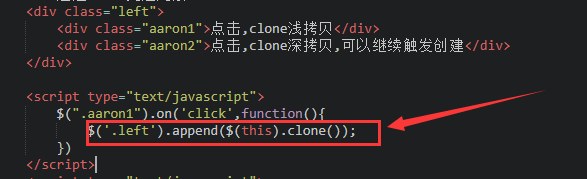 <div class="left">
<div class="aaron1">点击,clone浅拷贝</div>
<div class="aaron2">点击,clone深拷贝,可以继续触发创建</div>
</div>
<script type="text/javascript">
$(".aaron1").on('click',function(){
$('.left').append($(this).clone());
})
</script>